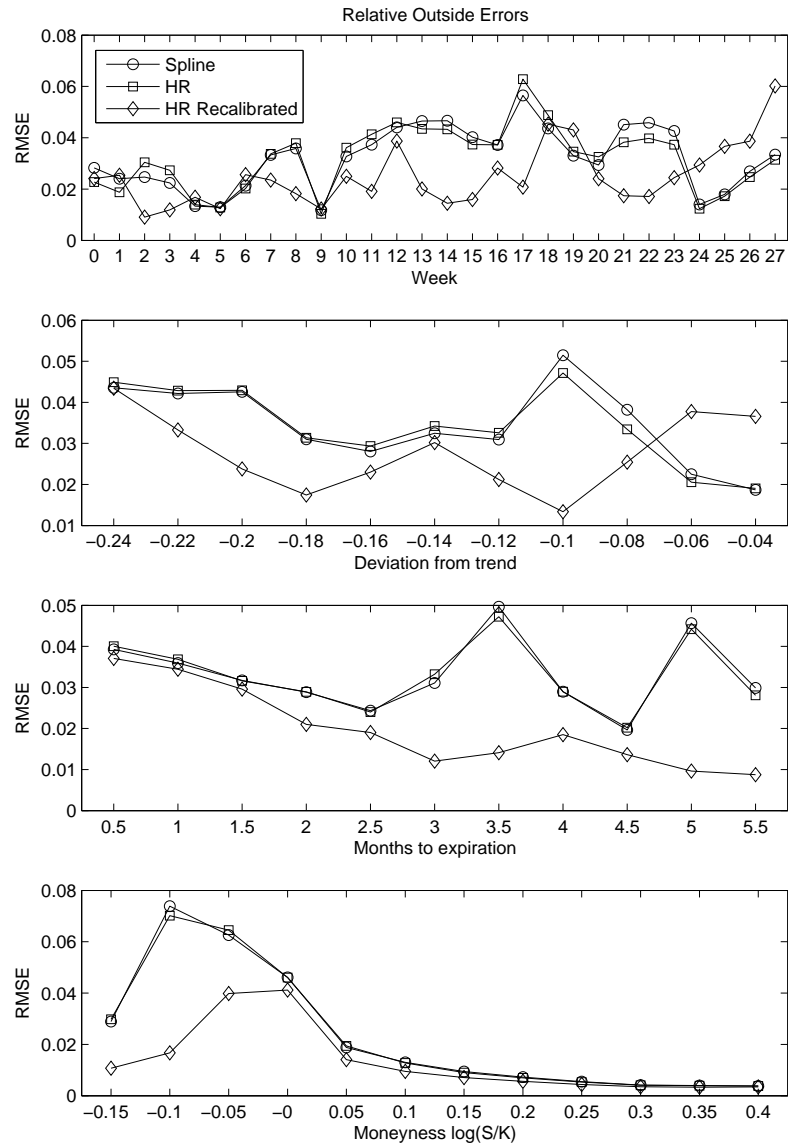 Relative Outside Errors
0.08
0.06
0.04
0.02
0
RMSE
Spline
HR
HR Recalibrated
0 1 2 3 4 5 6 7 8 9 10 11 12 13 14 15 16 17 18 19 20 21 22 23 24 25 26 27
Week
0.06
0.05
0.04
0.03
0.02
0.01
RMSE
−0.24 −0.22 −0.2 −0.18 −0.16 −0.14 −0.12 −0.1 −0.08 −0.06 −0.04
Deviation from trend
0.05
0.04
0.03
0.02
0.01
0
RMSE
0.5 1 1.5 2 2.5 3 3.5 4 4.5 5 5.5
Months to expiration
0.08
0.06
0.04
0.02
0
RMSE
−0.15 −0.1 −0.05 −0 0.05 0.1 0.15 0.2 0.25 0.3 0.35 0.4
Moneyness log(S/K)